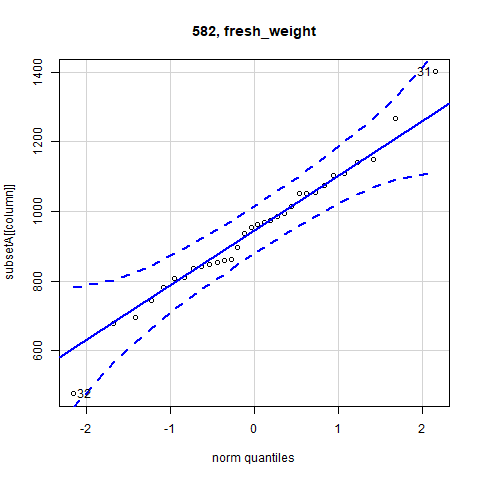 582, fresh_weight
subsetA[[column]]
1400
1200
1000
800
600
31
32
-2 -1 0 1 2
norm quantiles